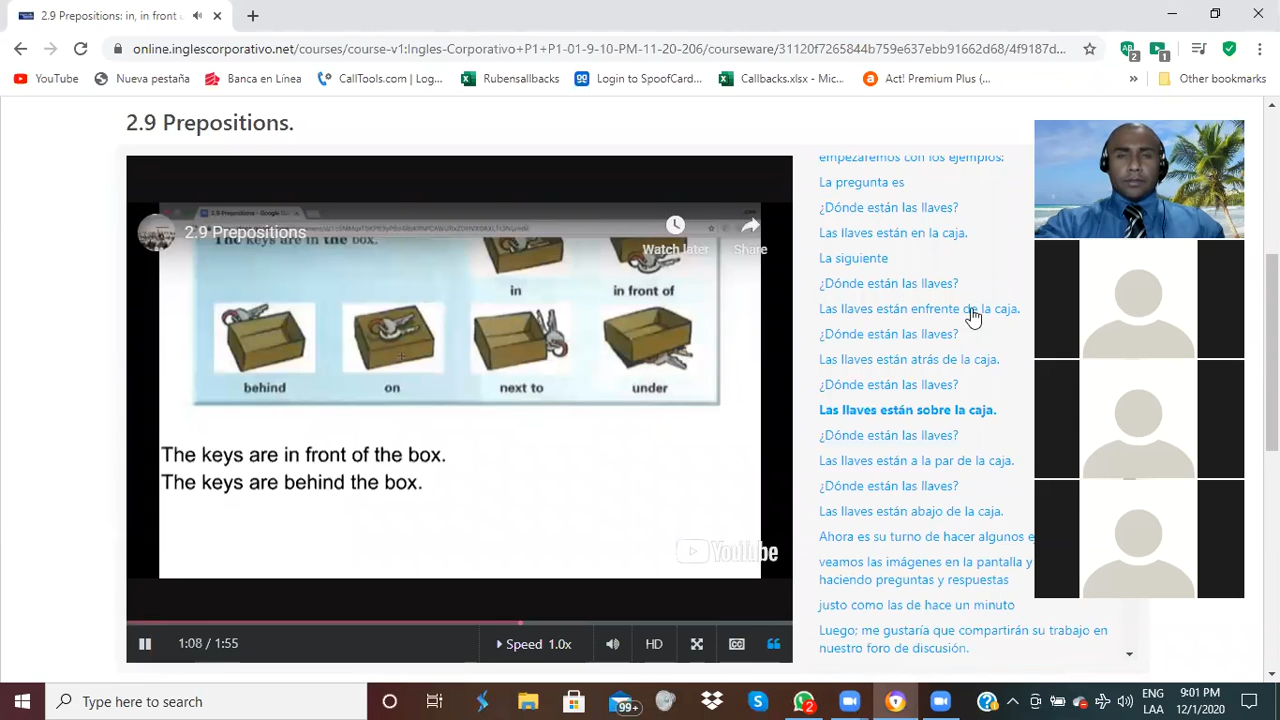 2.9 Prepositions: in, in front o
online.inglescorporativo.net/courses/course-v1:Ingles-Corporativo+P1+P1-01-9-10-PM-11-20-206/courseware/31120f7265844b759e637ebb91662d68/4f9187d...
2
1
YouTube
Nueva pestaña
Banca en Línea
CallTools.com | Log...
Rubensallbacks
Login to SpoofCard...
Callbacks.xlsx - Mic...
Act! Premium Plus (...
»
Other bookmarks
2.9 Prepositions.
2.9 Prepositions
Watch later
Share
The keys are in the box.
in
in front of
behind
on
next to
under
The keys are in front of the box.
The keys are behind the box.
YouTube
1:08 / 1:55
Speed 1.0x
HD
empezaremos con los ejemplos:
La pregunta es
¿Dónde están las llaves?
Las llaves están en la caja.
La siguiente
¿Dónde están las llaves?
Las llaves están enfrente de la caja.
¿Dónde están las llaves?
Las llaves están atrás de la caja.
¿Dónde están las llaves?
Las llaves están sobre la caja.
¿Dónde están las llaves?
Las llaves están a la par de la caja.
¿Dónde están las llaves?
Las llaves están abajo de la caja.
Ahora es su turno de hacer algunos e
veamos las imágenes en la pantalla y
haciendo preguntas y respuestas
justo como las de hace un minuto
Luego; me gustaría que compartirán su trabajo en
nuestro foro de discusión.
Type here to search
99+
2
ENG
LAA
9:01 PM
12/1/2020